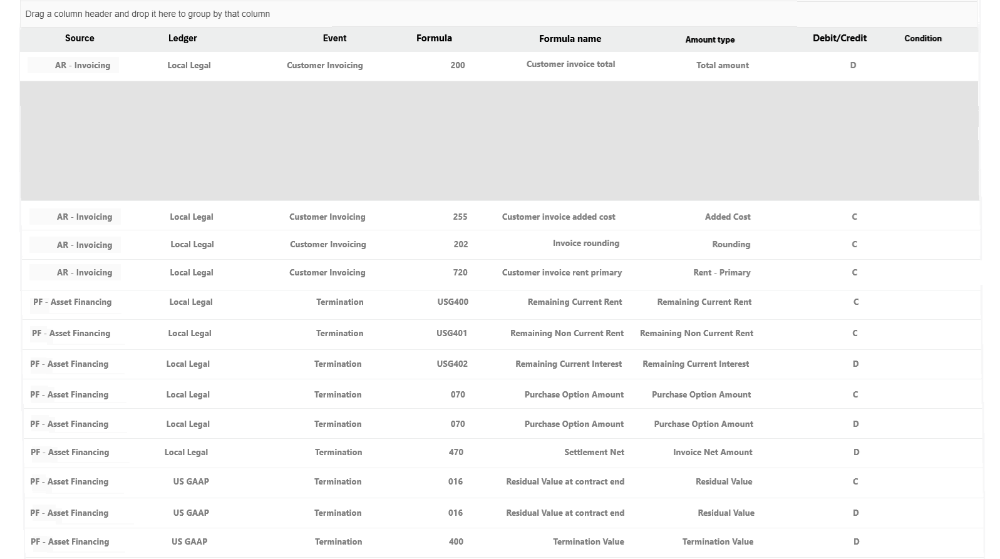 Drag a column header and drop it here to group by that column
Source Ledger Event Formula Formula name Amount type Debit/Credit Condition
AR - Invoicing Local Legal Customer Invoicing 200 Customer invoice total Total amount D
AR - Invoicing Local Legal Customer Invoicing 255 Customer invoice added cost Added Cost C
AR - Invoicing Local Legal Customer Invoicing 202 Invoice rounding Rounding C
AR - Invoicing Local Legal Customer Invoicing 720 Customer invoice rent primary Rent - Primary C
PF - Asset Financing Local Legal Termination USG400 Remaining Current Rent Remaining Current Rent C
PF - Asset Financing Local Legal Termination USG401 Remaining Non Current Rent Remaining Non Current Rent C
PF - Asset Financing Local Legal Termination USG402 Remaining Current Interest Remaining Current Interest D
PF - Asset Financing Local Legal Termination 070 Purchase Option Amount Purchase Option Amount C
PF - Asset Financing Local Legal Termination 070 Purchase Option Amount Purchase Option Amount D
PF - Asset Financing Local Legal Termination 470 Settlement Net Invoice Net Amount D
PF - Asset Financing US GAAP Termination 016 Residual Value at contract end Residual Value C
PF - Asset Financing US GAAP Termination 016 Residual Value at contract end Residual Value D
PF - Asset Financing US GAAP Termination 400 Termination Value Termination Value D